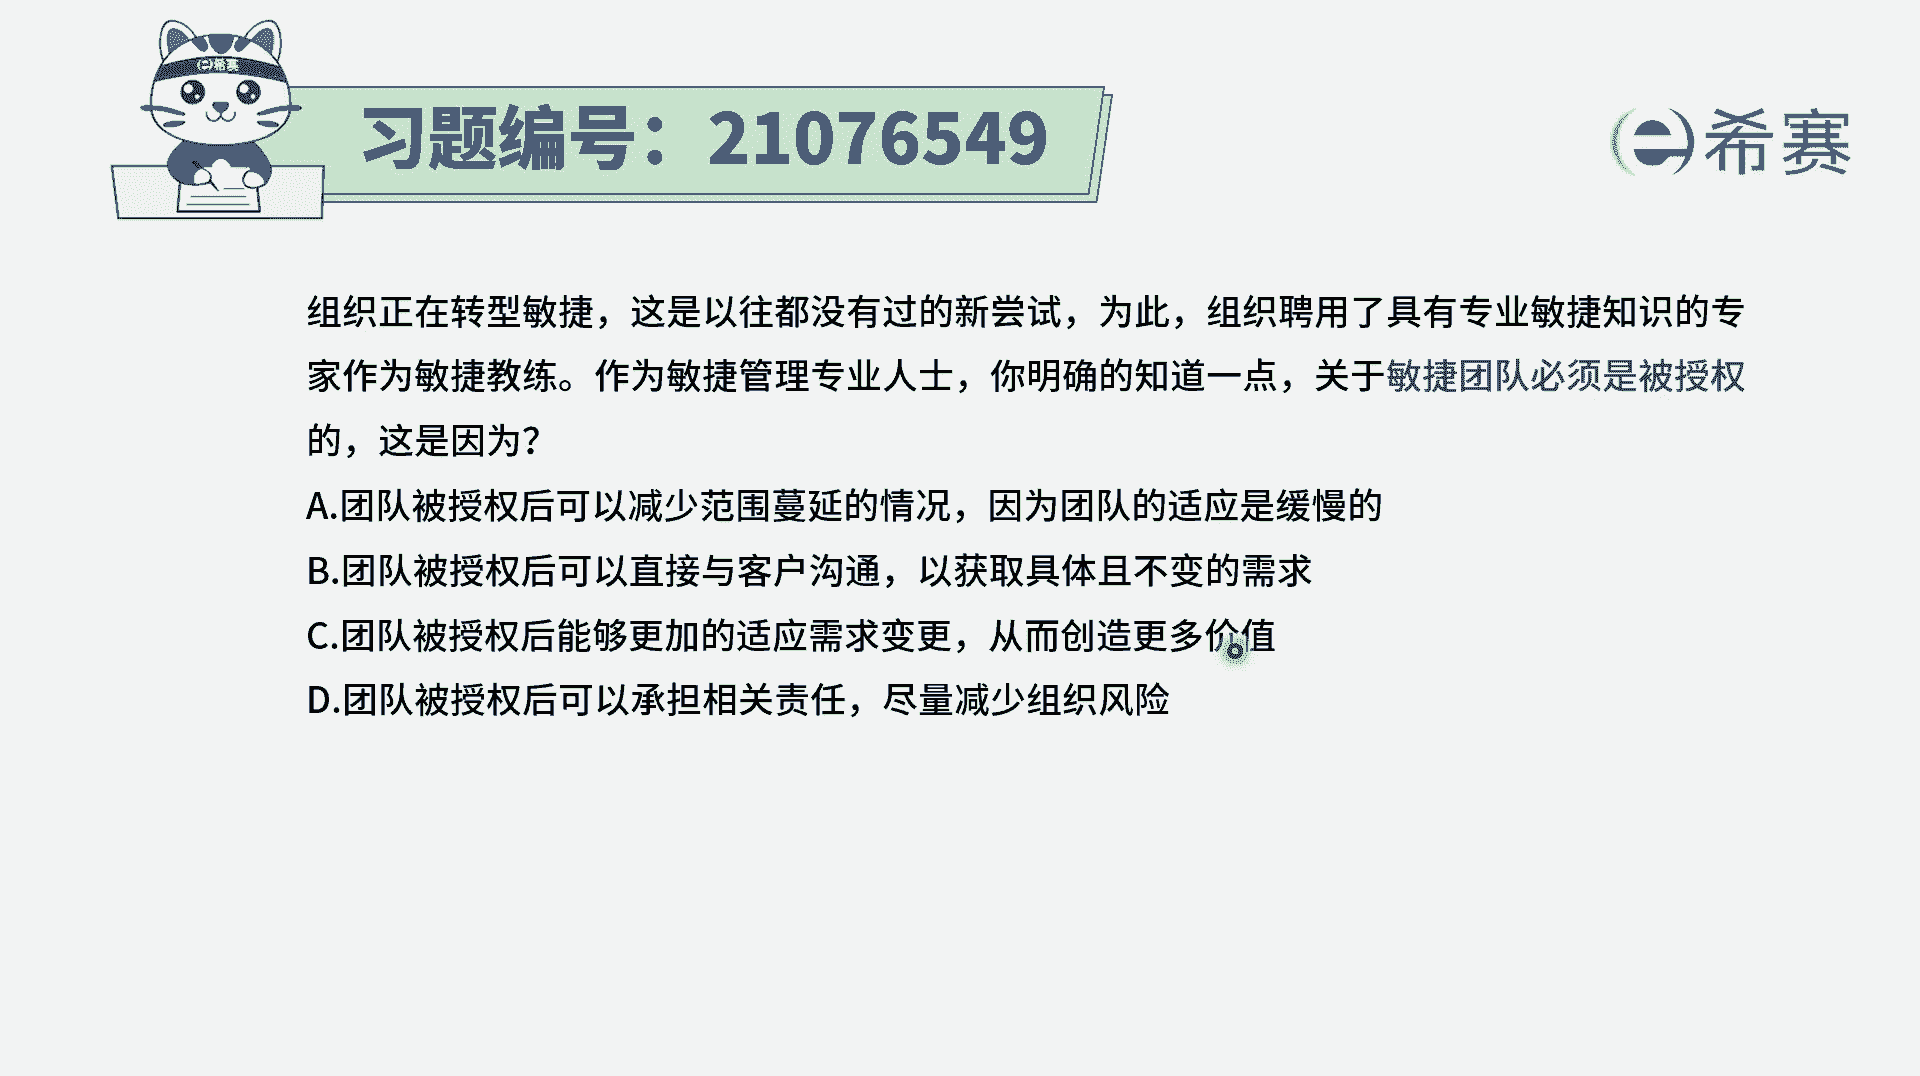 希赛
习题编号：21076549
希赛
组织正在转型敏捷，这是以往都没有过的新尝试，为此，组织聘用了具有专业敏捷知识的专
家作为敏捷教练。作为敏捷管理专业人士，你明确的知道一点，关于敏捷团队必须是被授权
的，这是因为？
A.团队被授权后可以减少范围蔓延的情况，因为团队的适应是缓慢的
B.团队被授权后可以直接与客户沟通，以获取具体且不变的需求
C.团队被授权后能够更加的适应需求变更，从而创造更多价值
D.团队被授权后可以承担相关责任，尽量减少组织风险